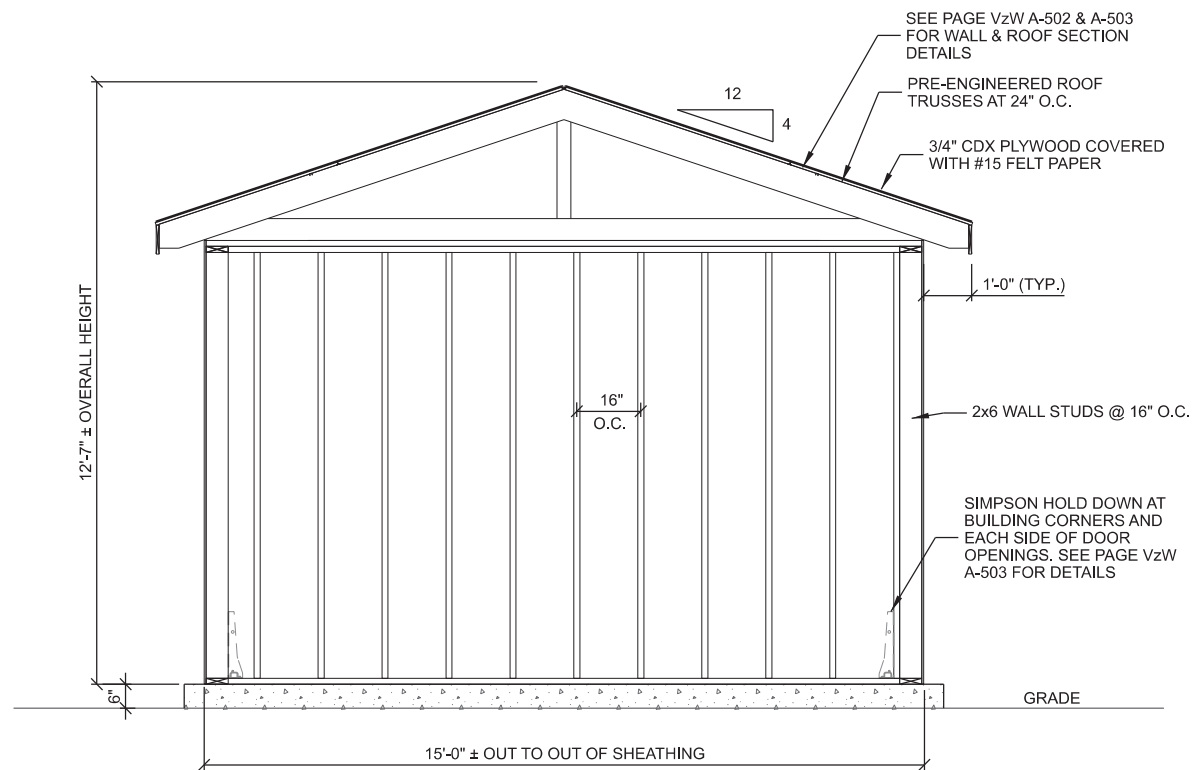 SEE PAGE VzW A-502 & A-503
FOR WALL & ROOF SECTION
DETAILS
12
4
PRE-ENGINEERED ROOF
TRUSSES AT 24" O.C.
3/4" CDX PLYWOOD COVERED
WITH #15 FELT PAPER
1'-0" (TYP.)
12'-7" ± OVERALL HEIGHT
16"
O.C.
2x6 WALL STUDS @ 16" O.C.
SIMPSON HOLD DOWN AT
BUILDING CORNERS AND
EACH SIDE OF DOOR
OPENINGS. SEE PAGE VzW
A-503 FOR DETAILS
6"
GRADE
15'-0" ± OUT TO OUT OF SHEATHING